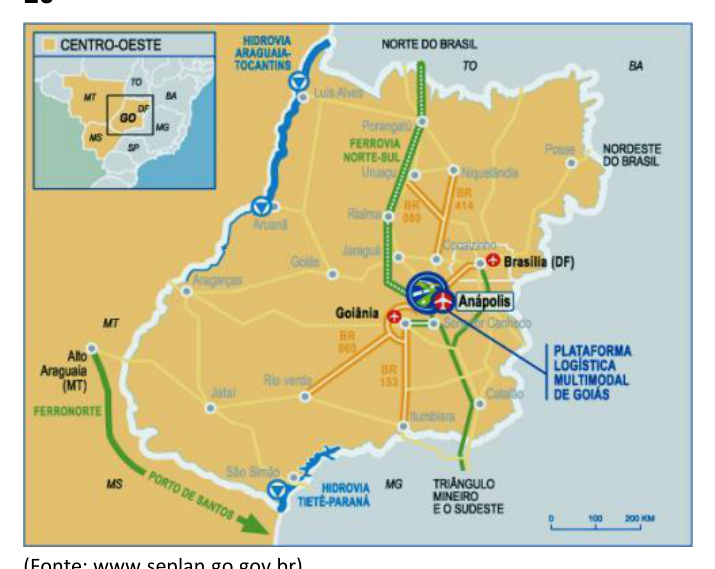 CENTRO-OESTE
TO
MT
BA
DF
GO
MG
MS
SP
HIDROVIA
ARAGUAIA-
TOCANTINS
NORTE DO BRASIL
TO
BA
Luís Alves
Porangatú
FERROVIA
NORTE-SUL
Posse
NORDESTE
DO BRASIL
Uruaçu
Niquelândia
BR
414
Rialma
Aruanã
Jaraguá
Cocalzinho
Goiás
Brasília (DF)
Aragarças
Anápolis
Goiânia
Senador Canhedo
MT
BR
060
BR
153
PLATAFORMA
LOGÍSTICA
MULTIMODAL
DE GOIÁS
Alto
Araguaia
(MT)
FERRONORTE
Rio verde
Jataí
Catalão
Itumbiara
São Simão
MS
PORTO DE SANTOS
HIDROVIA
TIETÊ-PARANÁ
MG
TRIÂNGULO
MINEIRO
E O SUDESTE
0 100 200 KM
(Fonte: www.seplan.go.gov.br)